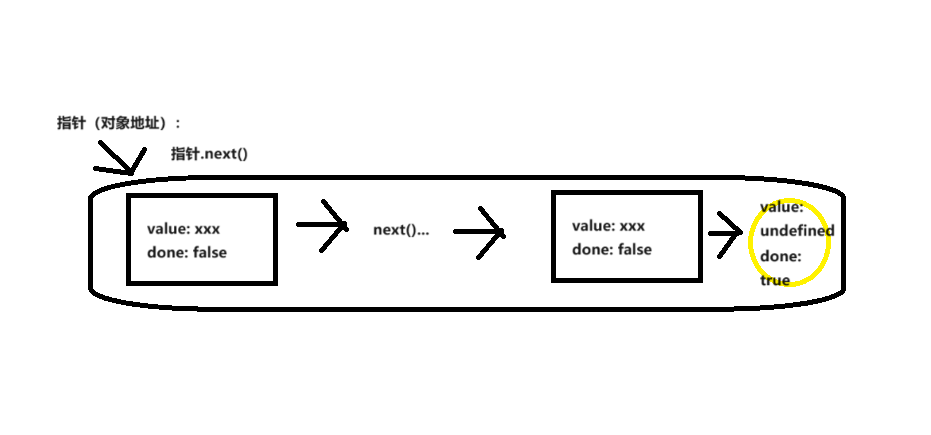 指针（对象地址）:
指针.next()
value: xxx
done: false
next()...
value: xxx
done: false
value:
undefined
done:
true